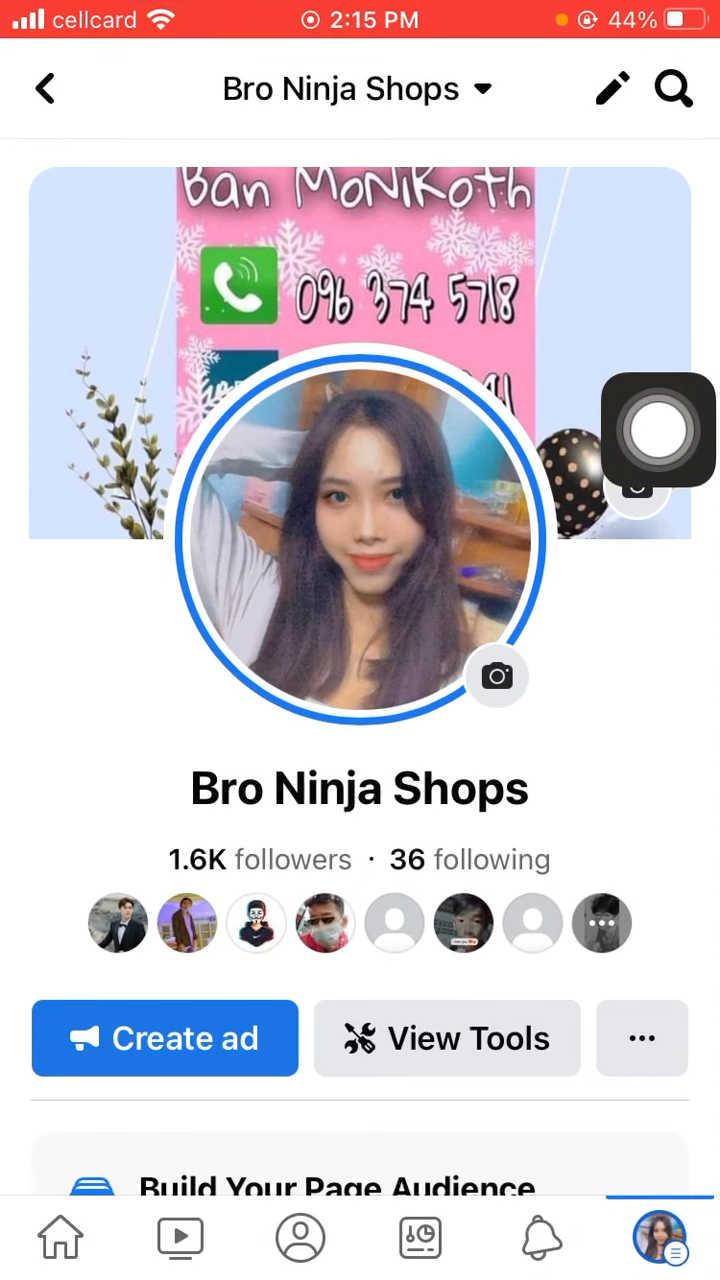 cellcard 2:15 PM 44%
Bro Ninja Shops
Ban MoNiKoth
096 374 5718
Bro Ninja Shops
1.6K followers · 36 following
Create ad View Tools
Build Your Page Audience